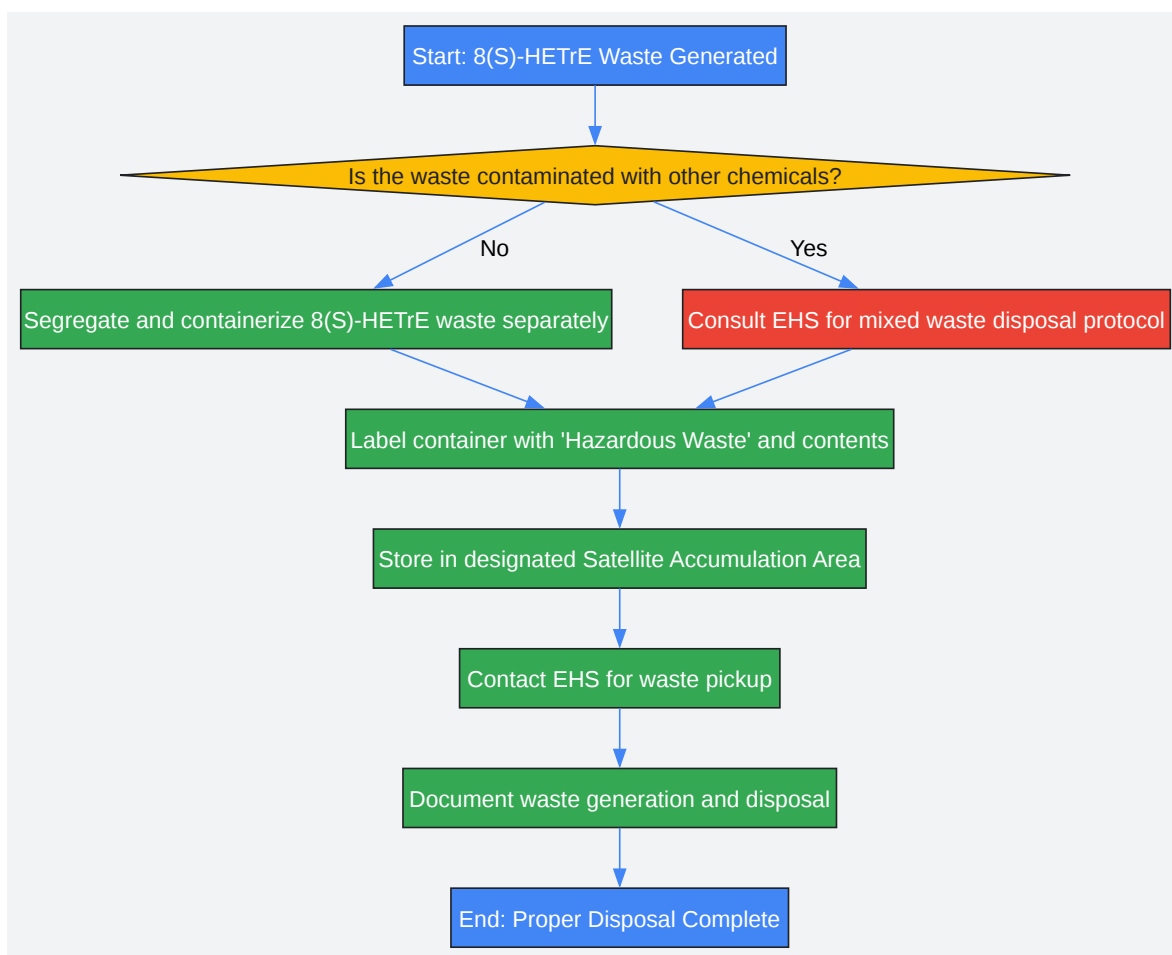 Start: 8(S)-HETrE Waste Generated
Is the waste contaminated with other chemicals?
No
Yes
Segregate and containerize 8(S)-HETrE waste separately
Consult EHS for mixed waste disposal protocol
Label container with 'Hazardous Waste' and contents
Store in designated Satellite Accumulation Area
Contact EHS for waste pickup
Document waste generation and disposal
End: Proper Disposal Complete